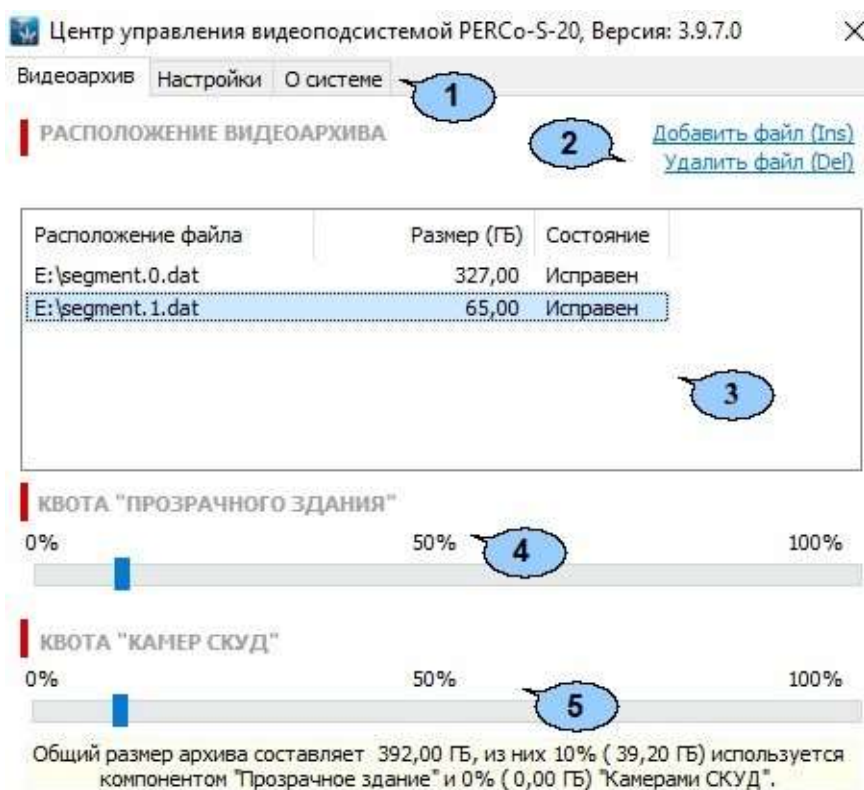 Центр управления видеоподсистемой PERCo-S-20, Версия: 3.9.7.0
Видеоархив Настройки О системе
1
РАСПОЛОЖЕНИЕ ВИДЕОАРХИВА
2
Добавить файл (Ins)
Удалить файл (Del)
Расположение файла Размер (ГБ) Состояние
E:\segment.0.dat 327,00 Исправен
E:\segment.1.dat 65,00 Исправен
3
КВОТА "ПРОЗРАЧНОГО ЗДАНИЯ"
0% 50% 100%
4
КВОТА "КАМЕР СКУД"
0% 50% 100%
5
Общий размер архива составляет 392,00 ГБ, из них 10% ( 39,20 ГБ) используется
компонентом "Прозрачное здание" и 0% ( 0,00 ГБ) "Камерами СКУД".